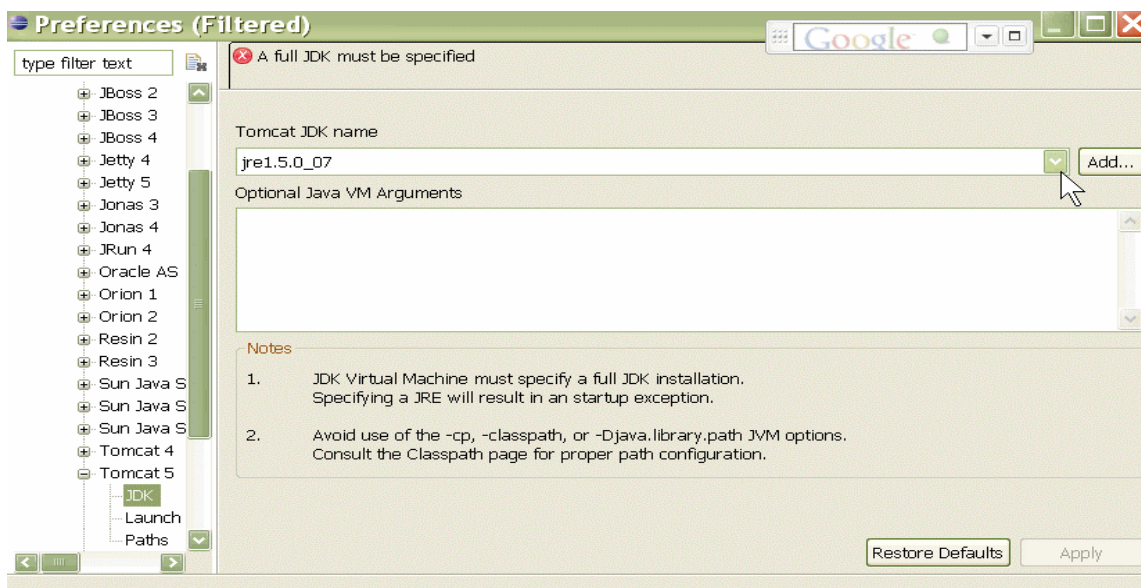 Preferences (Filtered)
Google
type filter text
A full JDK must be specified
JBoss 2
JBoss 3
JBoss 4
Jetty 4
Jetty 5
Jonas 3
Jonas 4
JRun 4
Oracle AS
Orion 1
Orion 2
Resin 2
Resin 3
Sun Java S
Sun Java S
Sun Java S
Tomcat 4
Tomcat 5
JDK
Launch
Paths
Tomcat JDK name
jre1.5.0_07
Add...
Optional Java VM Arguments
Notes
1. JDK Virtual Machine must specify a full JDK installation.
Specifying a JRE will result in an startup exception.
2. Avoid use of the -cp, -classpath, or -Djava.library.path JVM options.
Consult the Classpath page for proper path configuration.
Restore Defaults
Apply